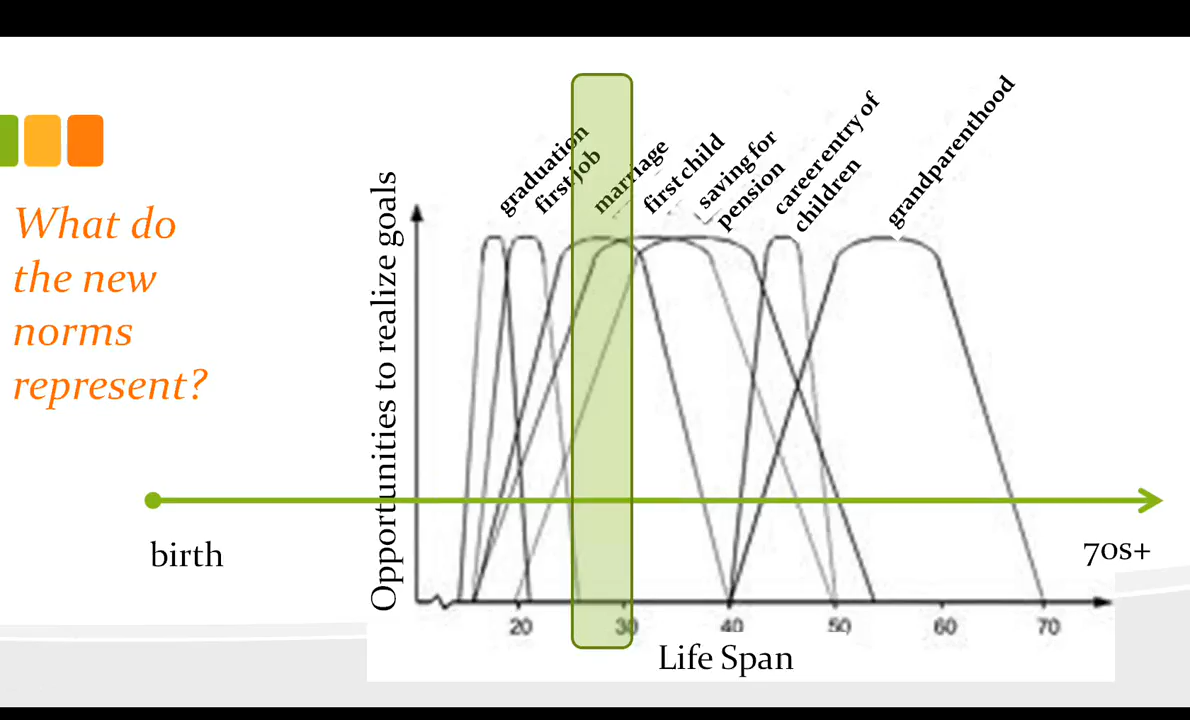 What do
the new
norms
represent?
Opportunities to realize goals
graduation
first job
marriage
first child
saving for
pension
career entry of
children
grandparenthood
birth
70s+
20
30
40
50
60
70
Life Span